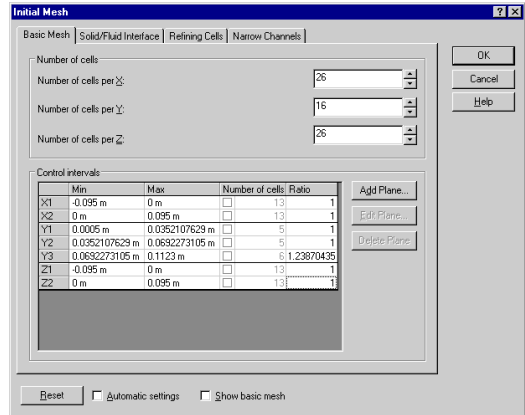 Initial Mesh
Basic Mesh Solid/Fluid Interface Refining Cells Narrow Channels
OK
Cancel
Help
Number of cells
Number of cells per X: 26
Number of cells per Y: 16
Number of cells per Z: 26
Control intervals
Min Max Number of cells Ratio
X1 -0.095 m 0 m 13 1
X2 0 m 0.095 m 13 1
Y1 0.0005 m 0.0352107629 m 5 1
Y2 0.0352107629 m 0.0692273105 m 5 1
Y3 0.0692273105 m 0.1123 m 6 1.23870435
Z1 -0.095 m 0 m 13 1
Z2 0 m 0.095 m 13 1
Add Plane...
Edit Plane...
Delete Plane
Reset Automatic settings Show basic mesh